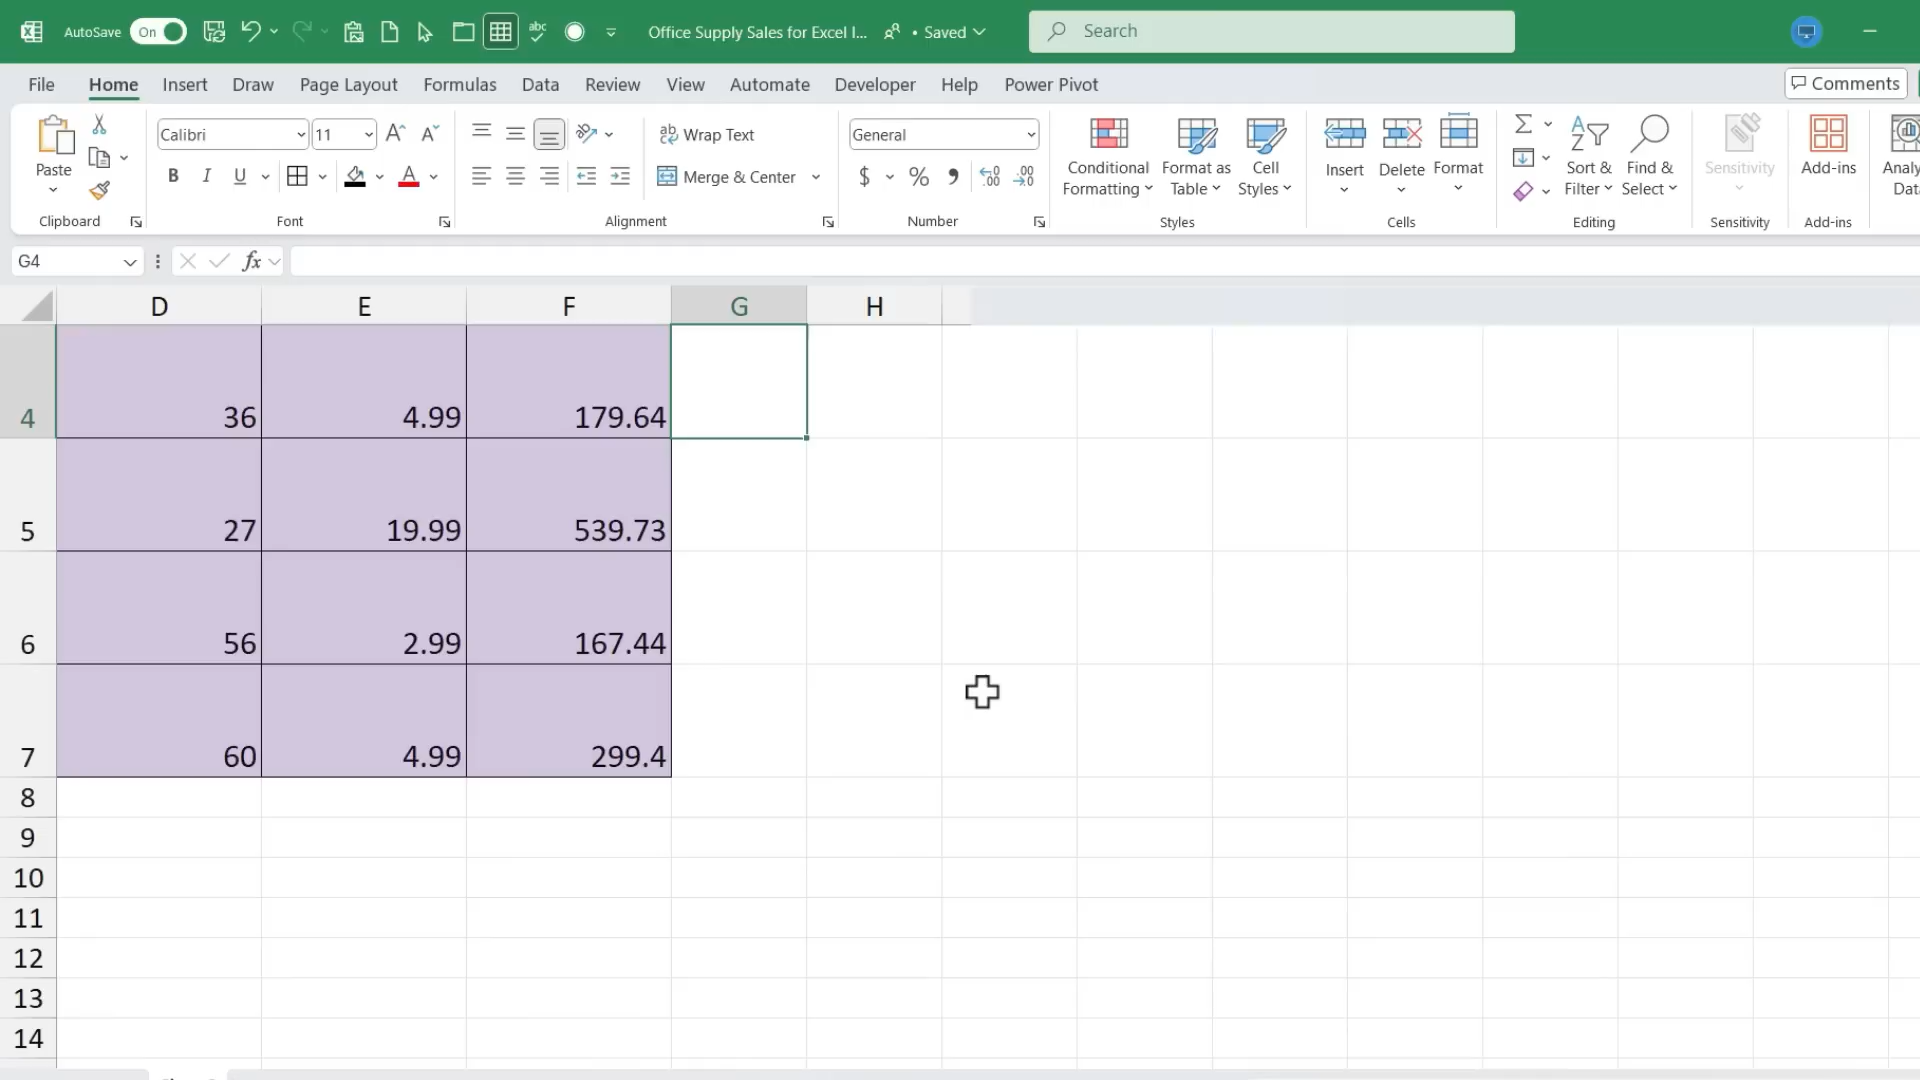 AutoSave On Office Supply Sales for Excel I... • Saved Search
File Home Insert Draw Page Layout Formulas Data Review View Automate Developer Help Power Pivot Comments
Paste
Clipboard
Calibri 11
B I U A
Font
ab Wrap Text
Merge & Center
Alignment
General
$ % 9
Number
Conditional Formatting
Format as Table
Cell Styles
Styles
Insert
Delete
Format
Cells
Sort & Filter
Find & Select
Editing
Sensitivity
Sensitivity
Add-ins
Add-ins
G4 fx
D E F G H
4 36 4.99 179.64
5 27 19.99 539.73
6 56 2.99 167.44
7 60 4.99 299.4
8
9
10
11
12
13
14